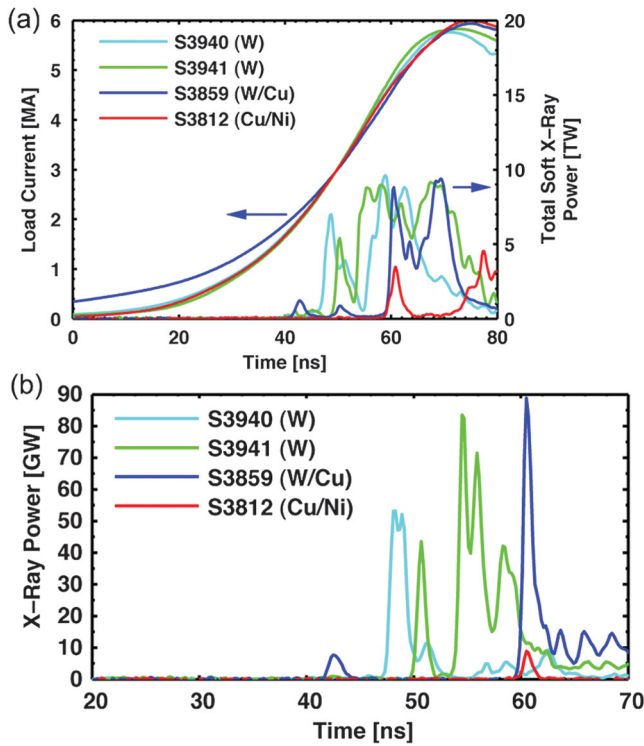 (a)
6
5
4
3
2
1
0
Load Current [MA]
S3940 (W)
S3941 (W)
S3859 (W/Cu)
S3812 (Cu/Ni)
20
15
10
5
0
Total Soft X–Ray
Power [TW]
0 20 40 60 80
Time [ns]
(b)
90
80
70
60
50
40
30
20
10
0
X–Ray Power [GW]
S3940 (W)
S3941 (W)
S3859 (W/Cu)
S3812 (Cu/Ni)
20 30 40 50 60 70
Time [ns]